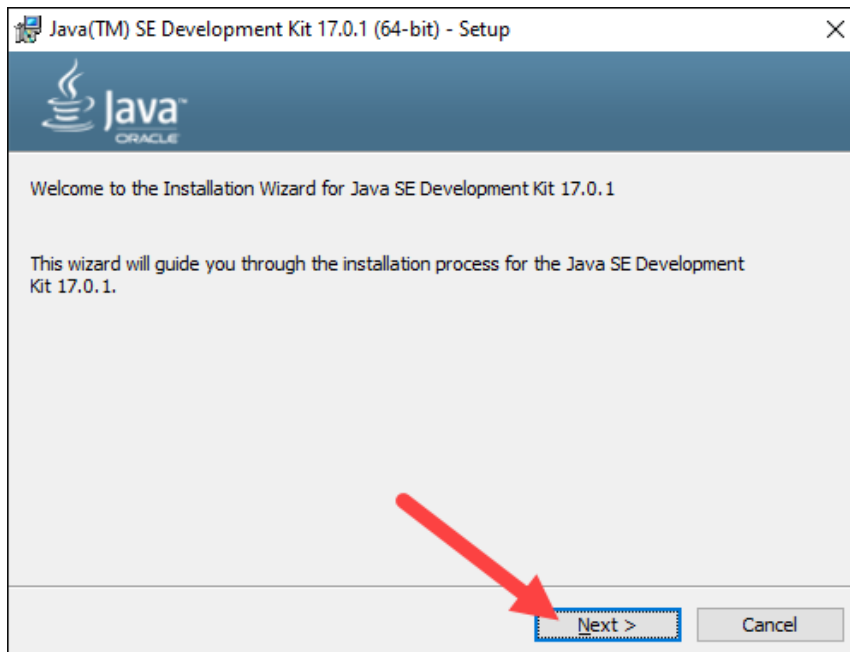 Java(TM) SE Development Kit 17.0.1 (64-bit) - Setup
Java™
ORACLE
Welcome to the Installation Wizard for Java SE Development Kit 17.0.1
This wizard will guide you through the installation process for the Java SE Development
Kit 17.0.1.
Next > Cancel